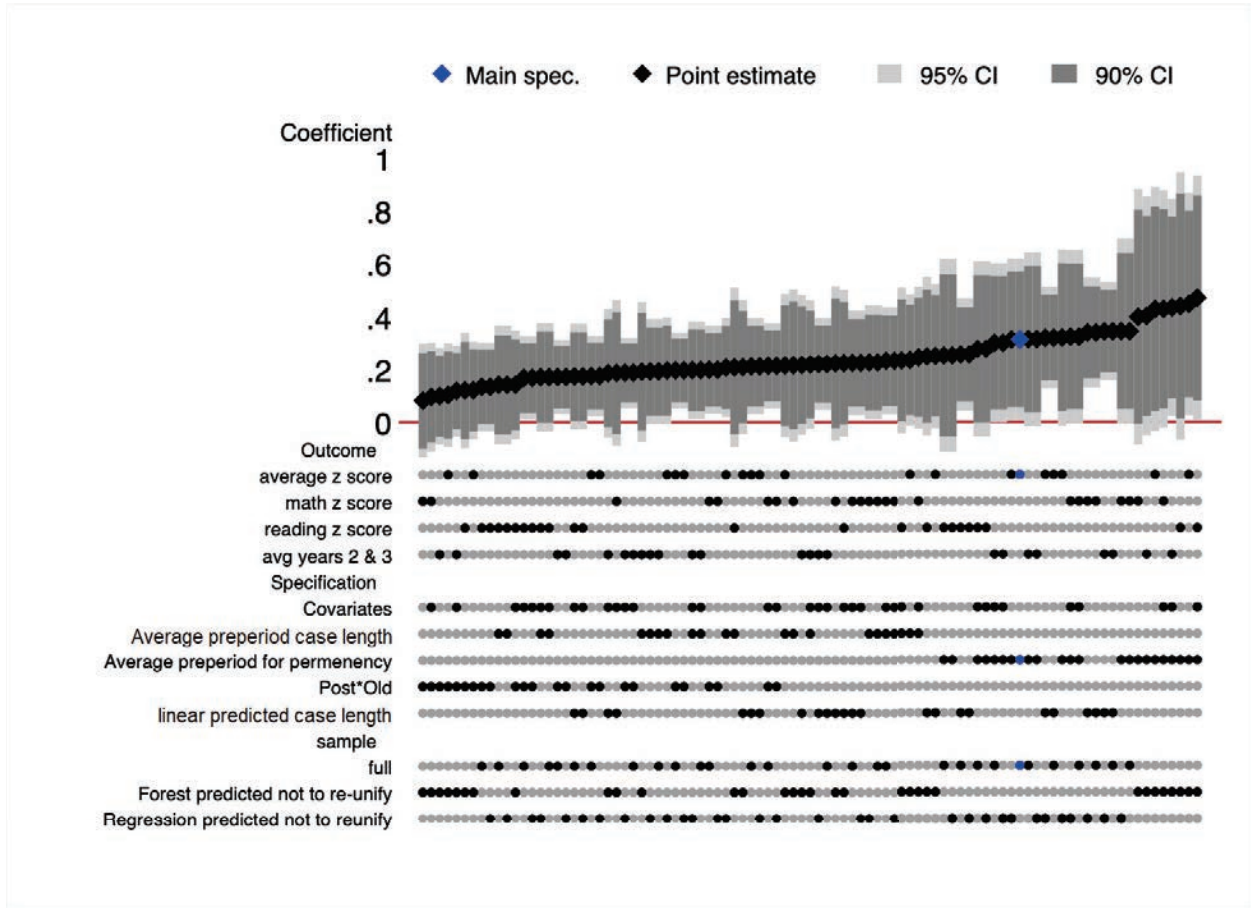 Main spec. Point estimate 95% CI 90% CI
Coefficient
1
.8
.6
.4
.2
0
Outcome
average z score
math z score
reading z score
avg years 2 & 3
Specification
Covariates
Average preperiod case length
Average preperiod for permenency
Post*Old
linear predicted case length
sample
full
Forest predicted not to re-unify
Regression predicted not to reunify